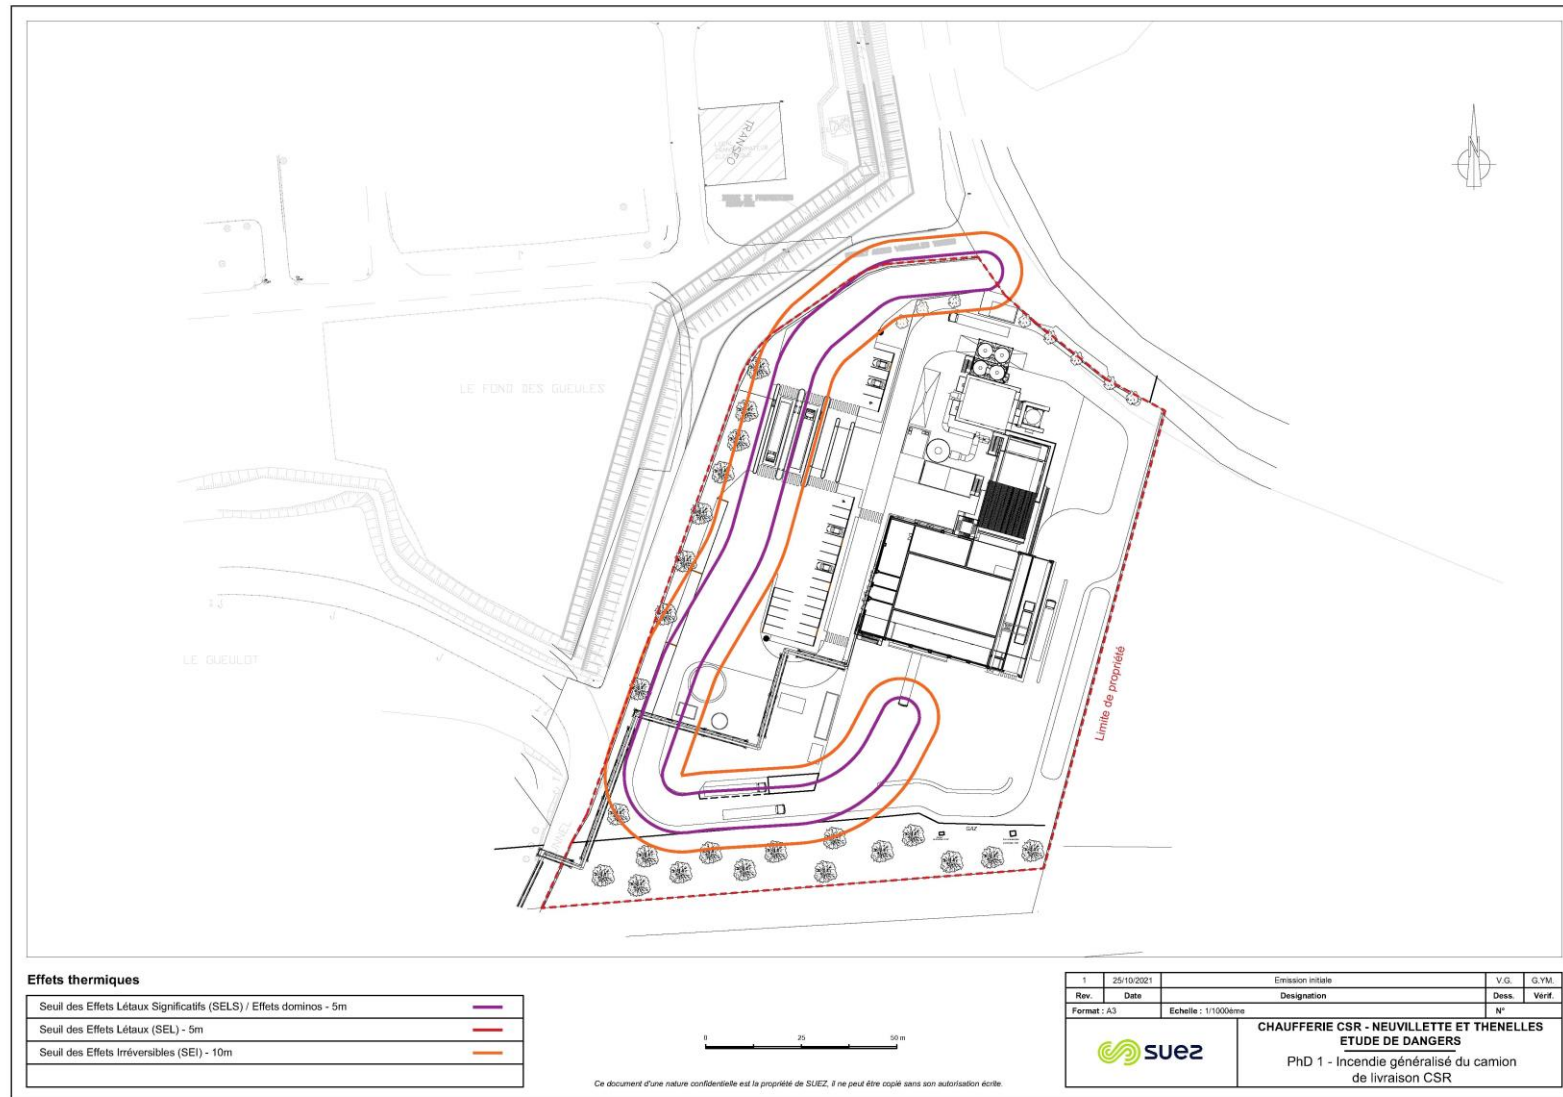 TRANSFO
LE FOND DES GUEULES
LE GUEULOT
Limite de propriété
GAZ
Effets thermiques
Seuil des Effets Létaux Significatifs (SELS) / Effets dominos - 5m
Seuil des Effets Létaux (SEL) - 5m
Seuil des Effets Irréversibles (SEI) - 10m
0 25 50 m
Ce document d'une nature confidentielle est la propriété de SUEZ, il ne peut être copié sans son autorisation écrite.
1 25/10/2021 Emission initiale V.G. G.YM.
Rev. Date Designation Dess. Vérif.
Format : A3 Echelle : 1/1000ème N°
suez
CHAUFFERIE CSR - NEUVILLETTE ET THENELLES
ETUDE DE DANGERS
PhD 1 - Incendie généralisé du camion
de livraison CSR